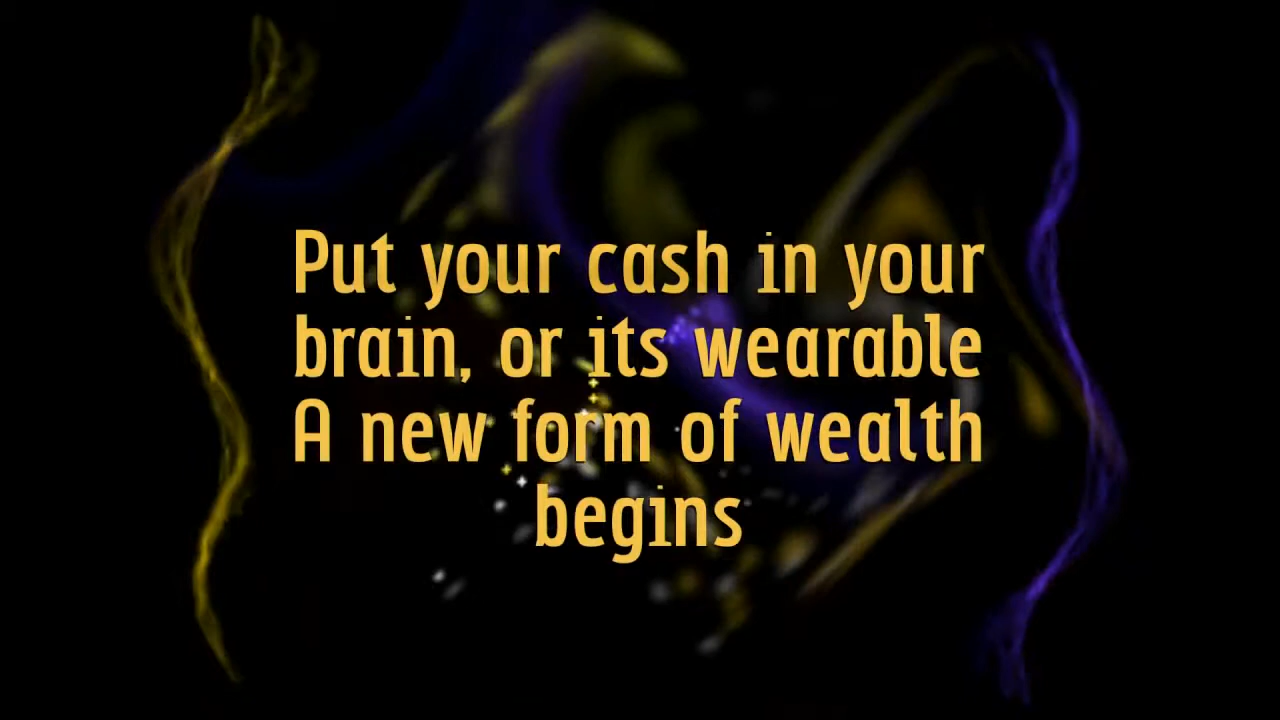 Put your cash in your
brain, or its wearable
A new form of wealth
begins